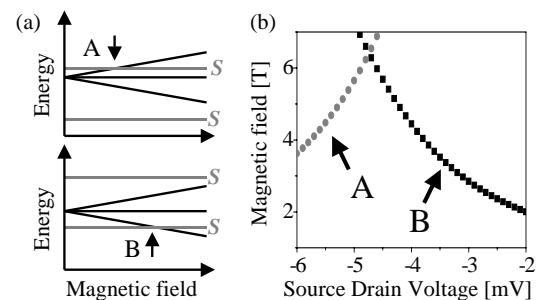 (a)
A
S
Energy
S
S
Energy
S
B
Magnetic field
(b)
Magnetic field [T]
6
4
2
A
B
-6 -5 -4 -3 -2
Source Drain Voltage [mV]